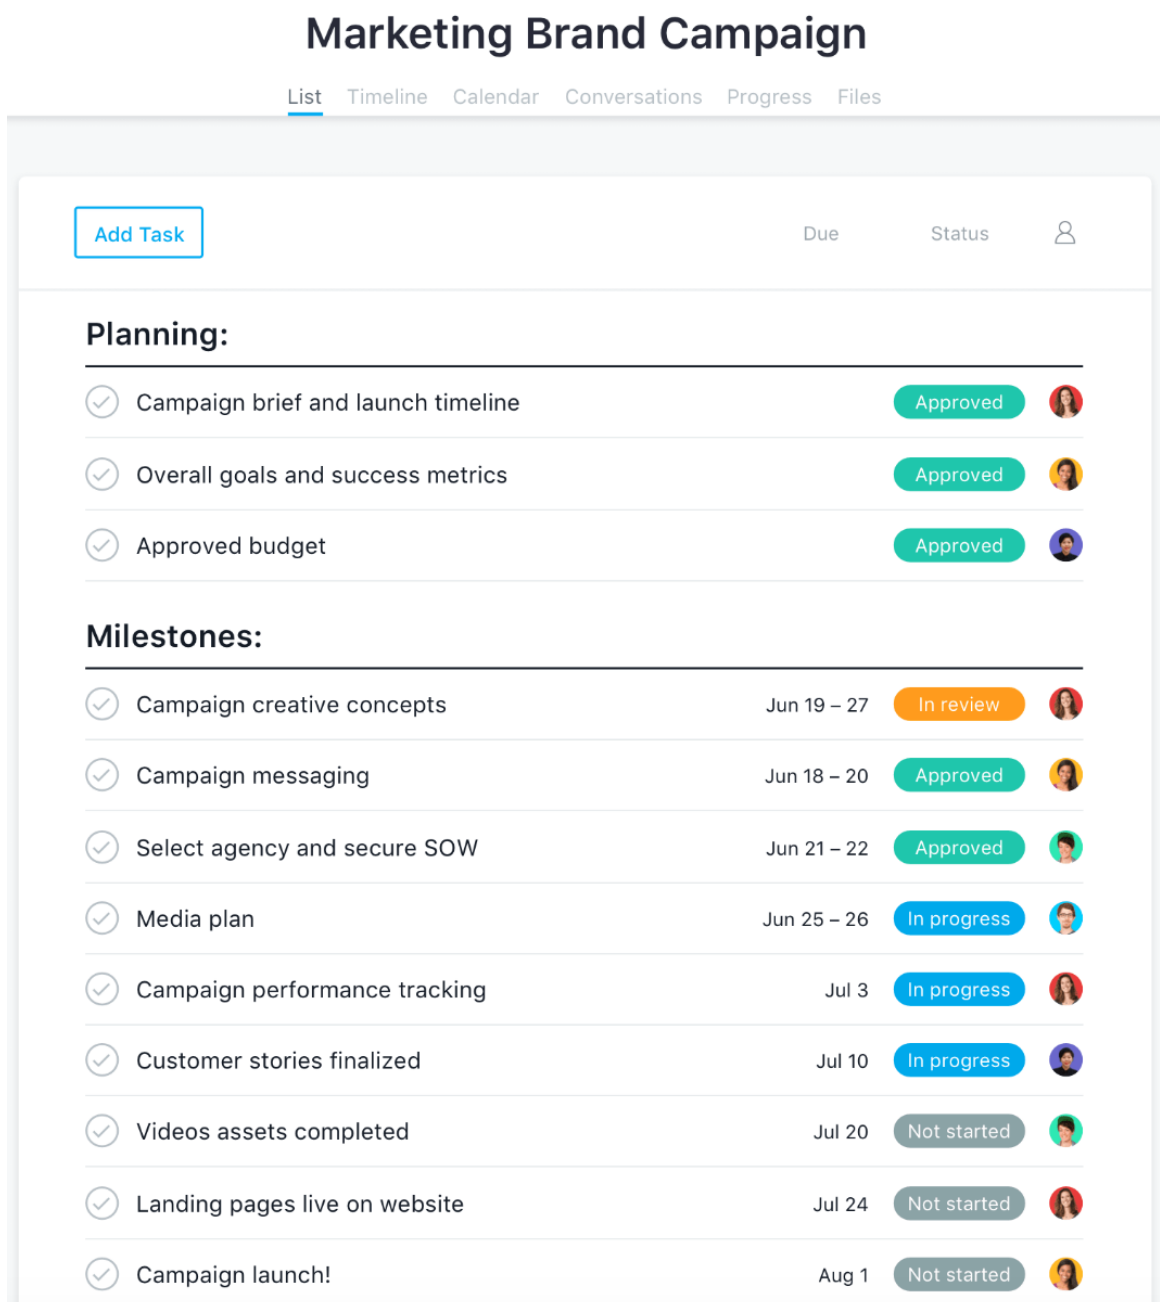 Marketing Brand Campaign
List Timeline Calendar Conversations Progress Files
Add Task Due Status
Planning:
Campaign brief and launch timeline Approved
Overall goals and success metrics Approved
Approved budget Approved
Milestones:
Campaign creative concepts Jun 19 – 27 In review
Campaign messaging Jun 18 – 20 Approved
Select agency and secure SOW Jun 21 – 22 Approved
Media plan Jun 25 – 26 In progress
Campaign performance tracking Jul 3 In progress
Customer stories finalized Jul 10 In progress
Videos assets completed Jul 20 Not started
Landing pages live on website Jul 24 Not started
Campaign launch! Aug 1 Not started